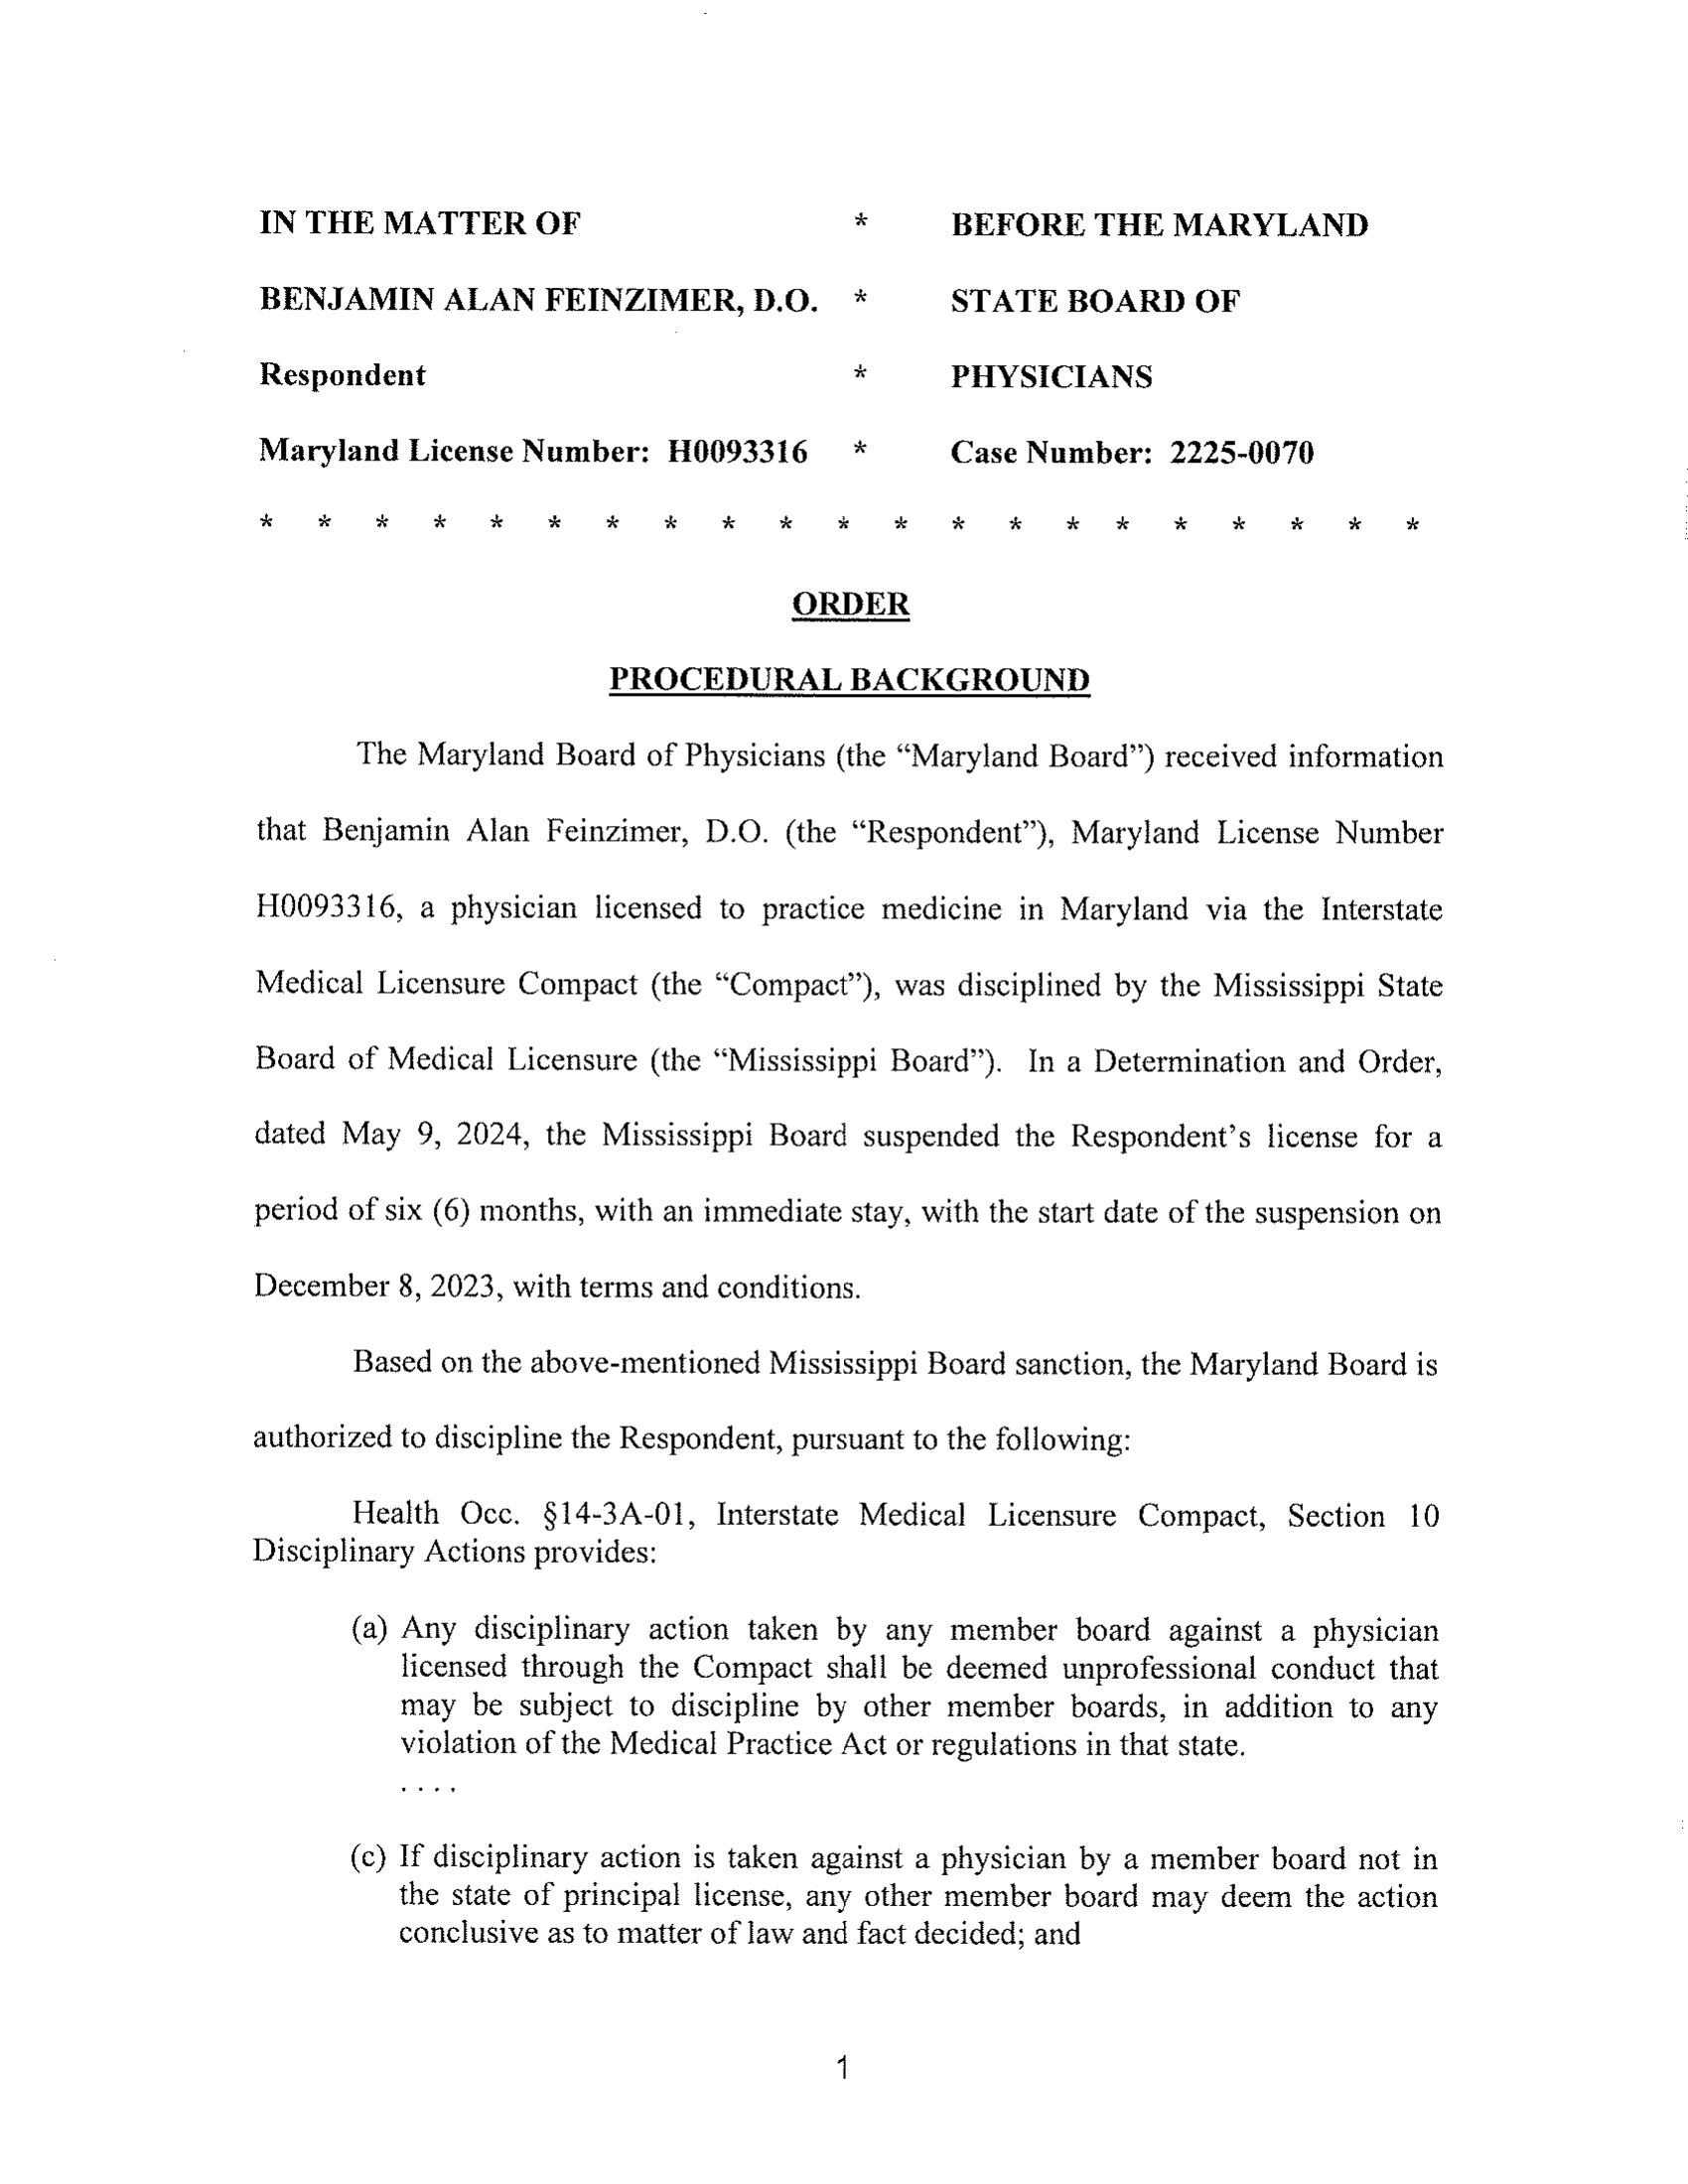 IN THE MATTER OF * BEFORE THE MARYLAND
BENJAMIN ALAN FEINZIMER, D.O. * STATE BOARD OF
Respondent * PHYSICIANS
Maryland License Number: H0093316 * Case Number: 2225-0070
* * * * * * * * * * * * * * * * * * * * *
ORDER
PROCEDURAL BACKGROUND
The Maryland Board of Physicians (the “Maryland Board”) received information
that Benjamin Alan Feinzimer, D.O. (the “Respondent”), Maryland License Number
H0093316, a physician licensed to practice medicine in Maryland via the Interstate
Medical Licensure Compact (the “Compact”), was disciplined by the Mississippi State
Board of Medical Licensure (the “Mississippi Board”). In a Determination and Order,
dated May 9, 2024, the Mississippi Board suspended the Respondent’s license for a
period of six (6) months, with an immediate stay, with the start date of the suspension on
December 8, 2023, with terms and conditions.
Based on the above-mentioned Mississippi Board sanction, the Maryland Board is
authorized to discipline the Respondent, pursuant to the following:
Health Occ. §14-3A-01, Interstate Medical Licensure Compact, Section 10
Disciplinary Actions provides:
(a) Any disciplinary action taken by any member board against a physician
licensed through the Compact shall be deemed unprofessional conduct that
may be subject to discipline by other member boards, in addition to any
violation of the Medical Practice Act or regulations in that state.
. . . .
(c) If disciplinary action is taken against a physician by a member board not in
the state of principal license, any other member board may deem the action
conclusive as to matter of law and fact decided; and
1